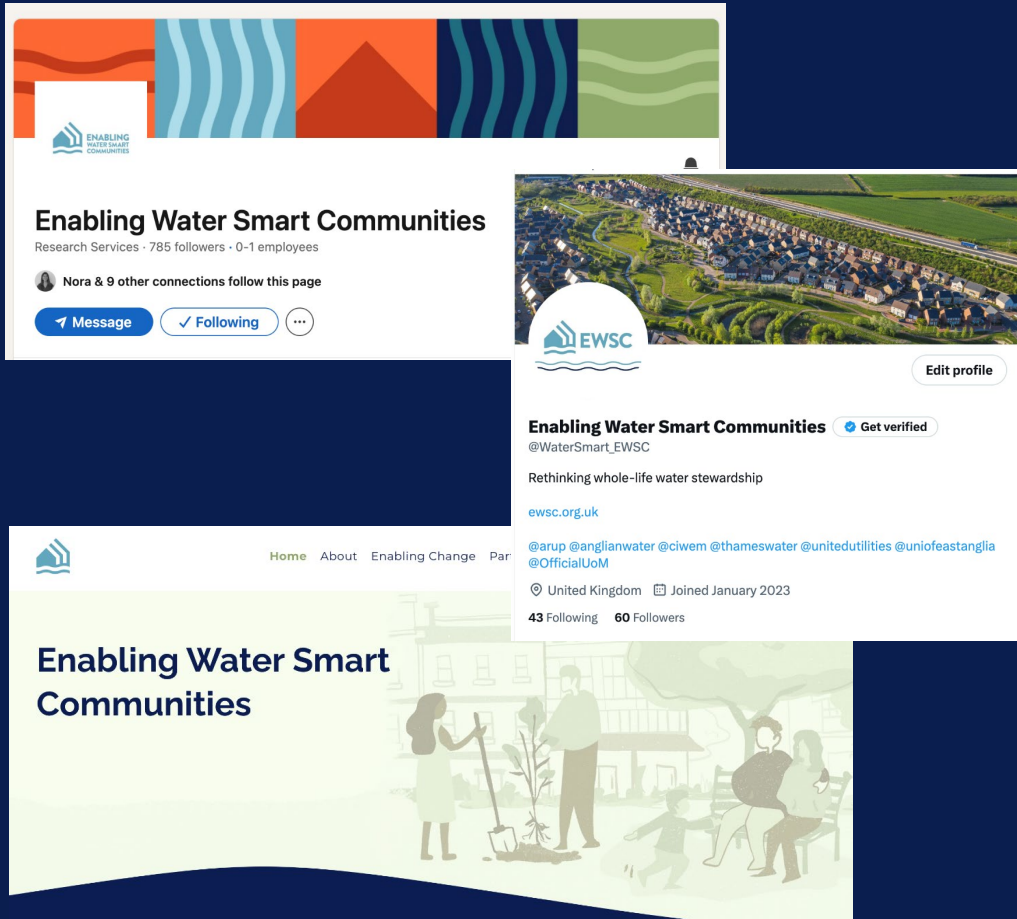 ENABLING
WATER SMART
COMMUNITIES
Enabling Water Smart Communities
Research Services · 785 followers • 0-1 employees
Nora & 9 other connections follow this page
Message
✓ Following
EWSC
Edit profile
Enabling Water Smart Communities
Get verified
@WaterSmart_EWSC
Rethinking whole-life water stewardship
ewsc.org.uk
@arup @anglianwater @ciwem @thameswater @unitedutilities @uniofeastanglia
@OfficialUoM
United Kingdom Joined January 2023
43 Following 60 Followers
Home About Enabling Change
Enabling Water Smart
Communities